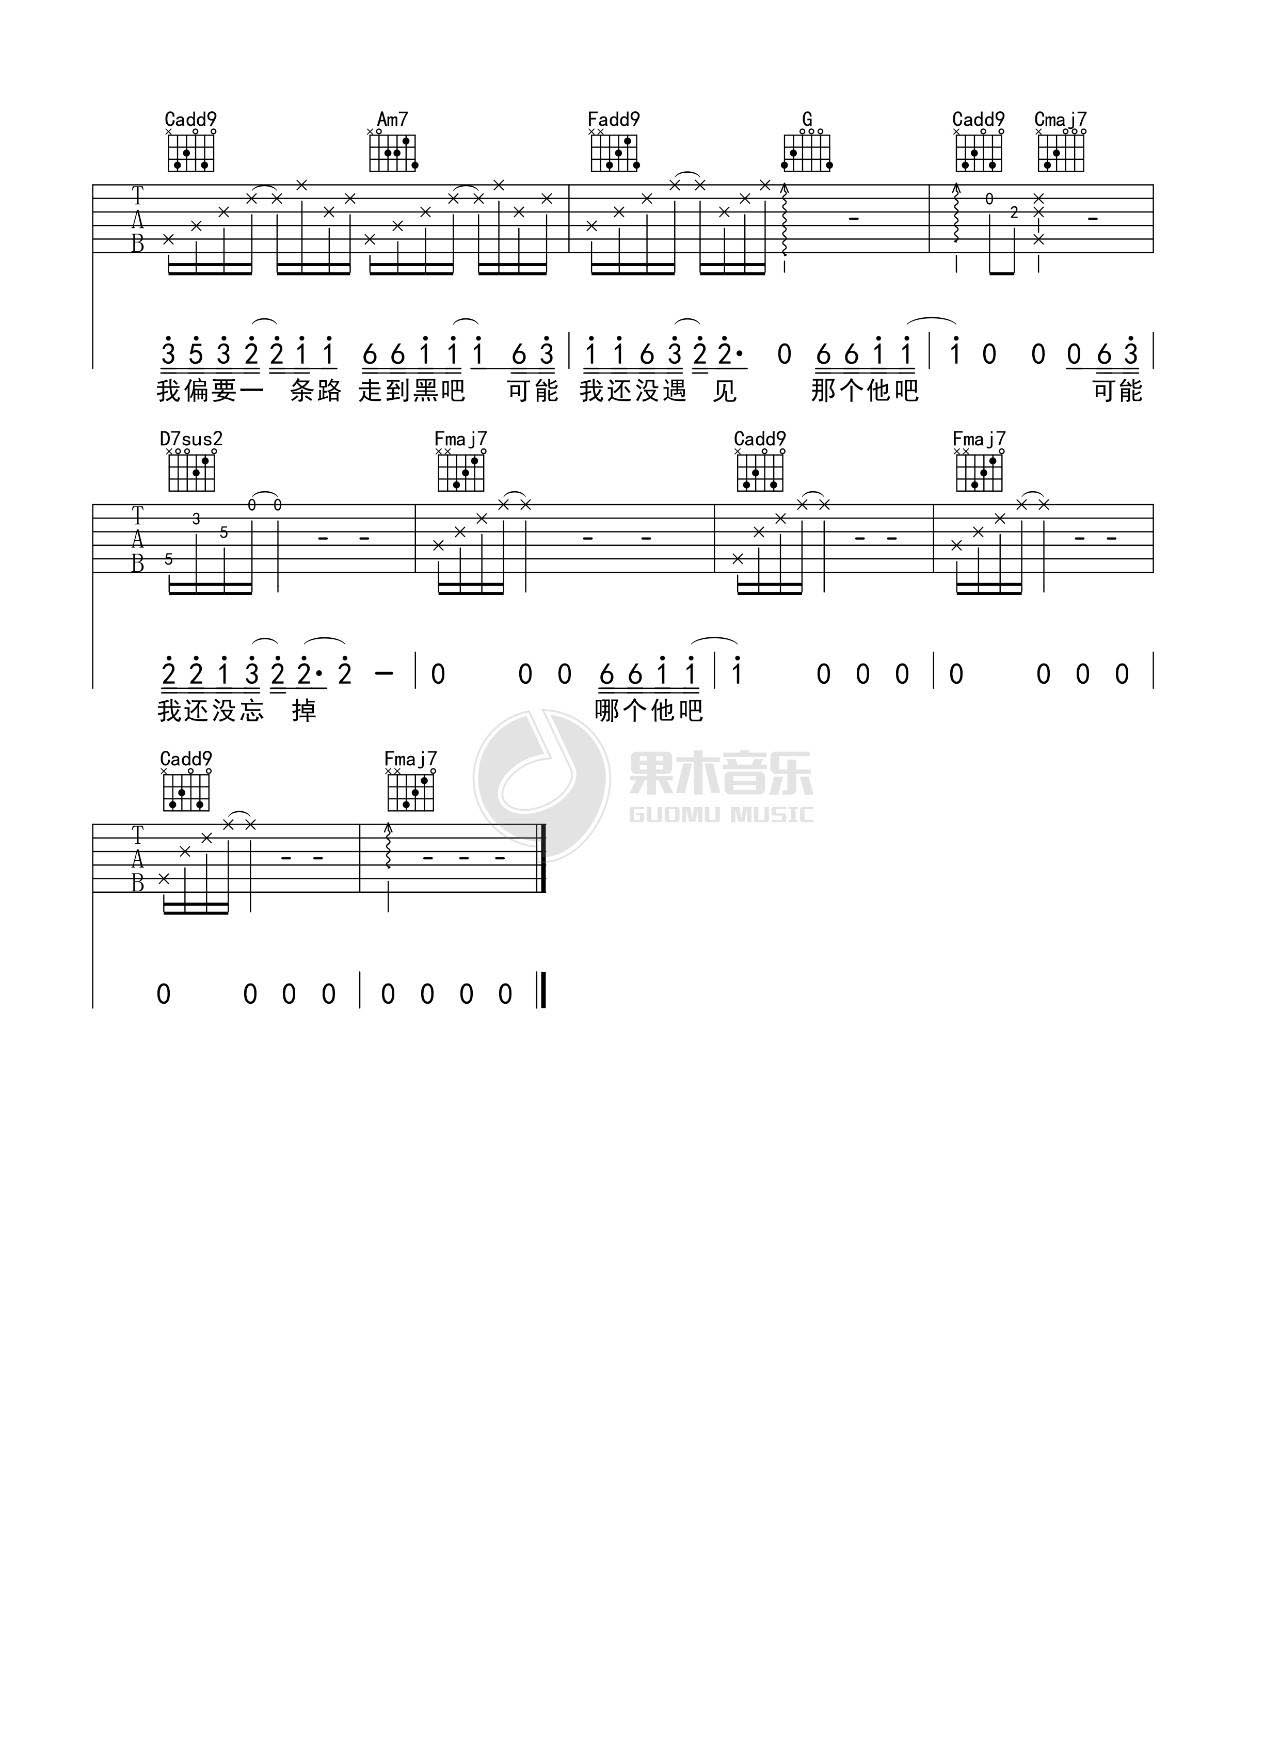 Cadd9 Am7 Fadd9 G Cadd9 Cmaj7
T A B 0 2
3 5 3 2 2 1 1 6 6 1 1 1 6 3 1 1 6 3 2 2· 0 6 6 1 1 1 0 0 0 6 3
我偏要一 条路 走到黑吧 可能 我还没遇 见 那个他吧 可能
D7sus2 Fmaj7 Cadd9 Fmaj7
T A B 5 3 5 0 0 - - - - - - - -
2 2 1 3 2 2· 2 - 0 0 0 6 6 1 1 1 0 0 0 0 0 0 0
我还没忘 掉 哪个他吧
Cadd9 Fmaj7
果木音乐
GUOMU MUSIC
T A B - - - - -
0 0 0 0 0 0 0 0